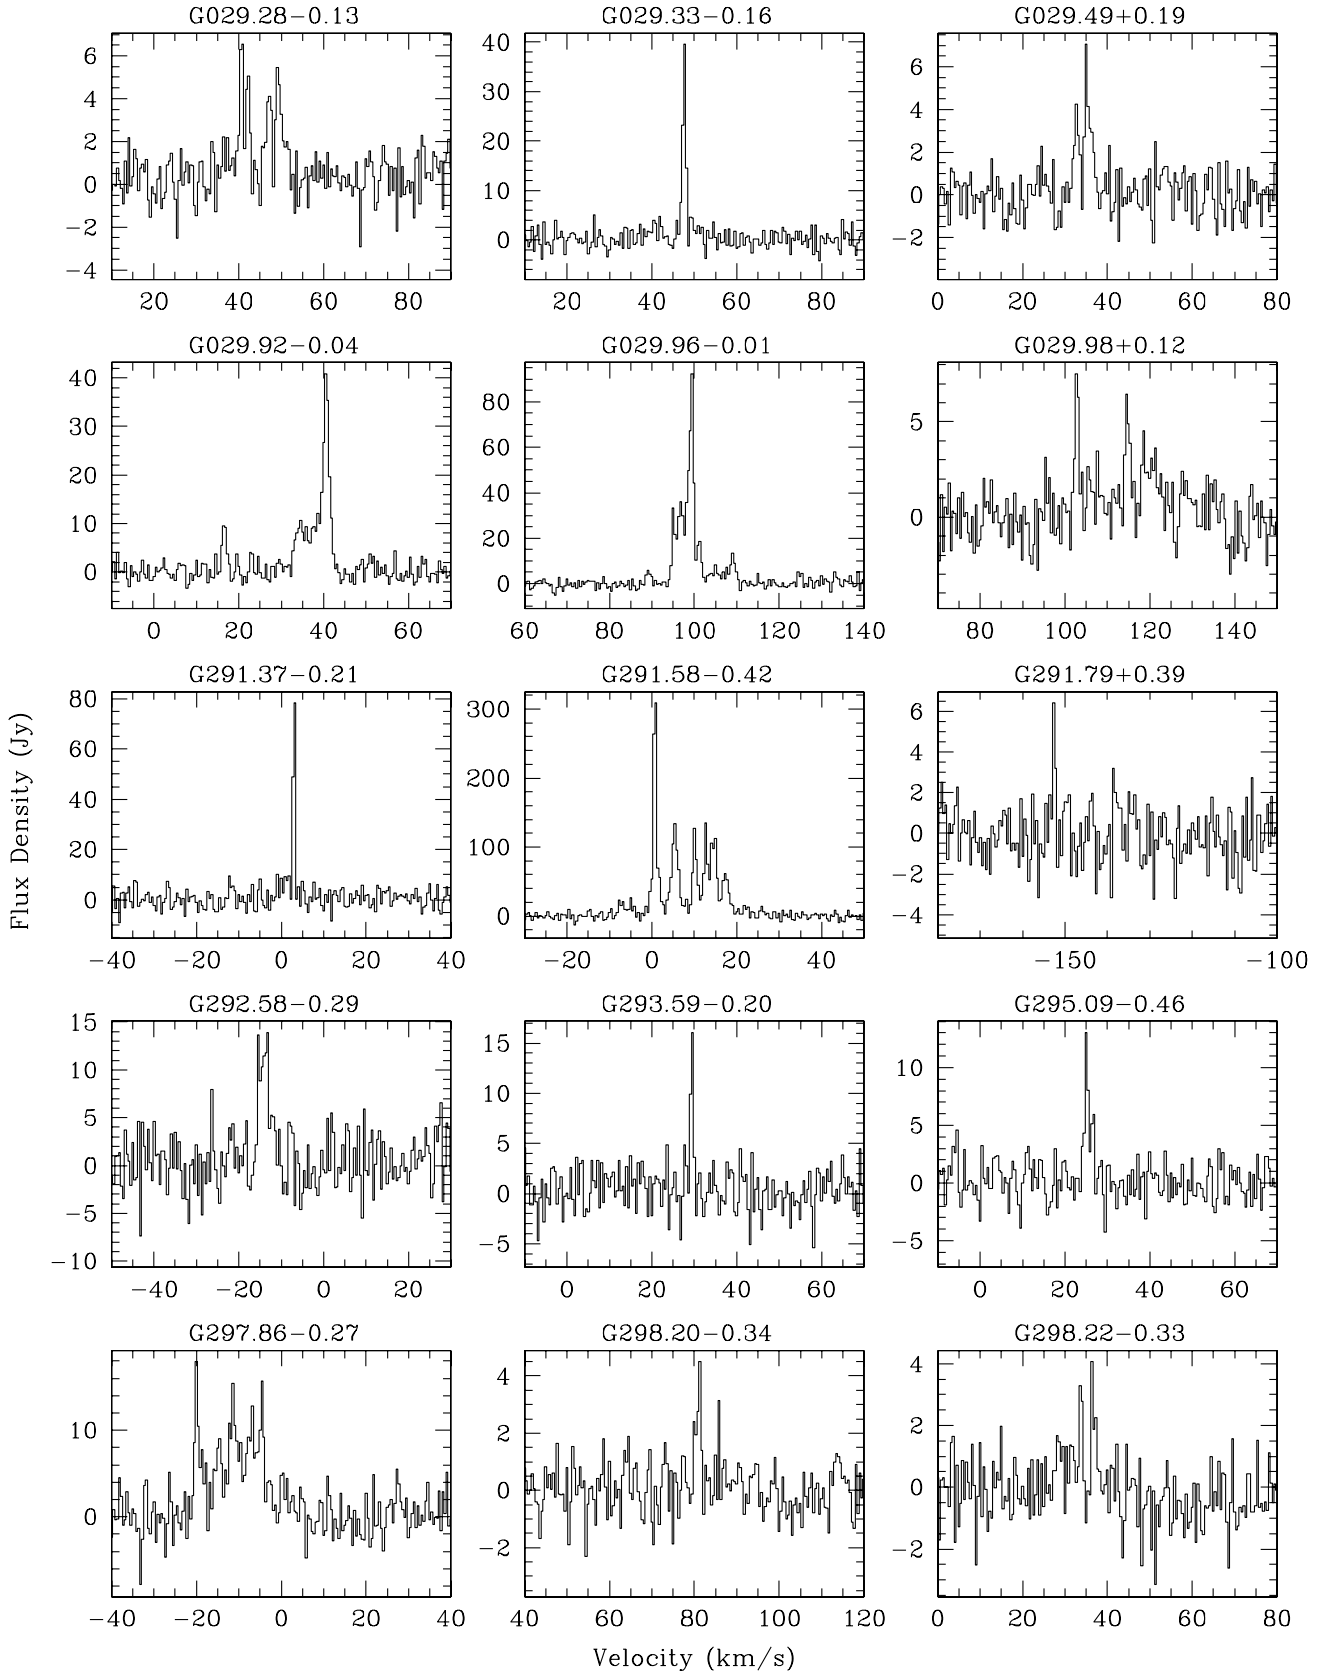 G029.28−0.13
G029.33−0.16
G029.49+0.19
6
4
2
0
−2
−4
20 40 60 80
40
30
20
10
0
20 40 60 80
6
4
2
0
−2
0 20 40 60 80
G029.92−0.04
G029.96−0.01
G029.98+0.12
40
30
20
10
0
0 20 40 60
80
60
40
20
0
60 80 100 120 140
5
0
80 100 120 140
G291.37−0.21
G291.58−0.42
G291.79+0.39
80
60
40
20
0
−40 −20 0 20 40
300
200
100
0
−20 0 20 40
6
4
2
0
−2
−4
−150 −100
Flux Density (Jy)
G292.58−0.29
G293.59−0.20
G295.09−0.46
15
10
5
0
−5
−10
−40 −20 0 20
15
10
5
0
−5
0 20 40 60
10
5
0
−5
0 20 40 60
G297.86−0.27
G298.20−0.34
G298.22−0.33
10
0
−40 −20 0 20 40
4
2
0
−2
40 60 80 100 120
4
2
0
−2
0 20 40 60 80
Velocity (km/s)